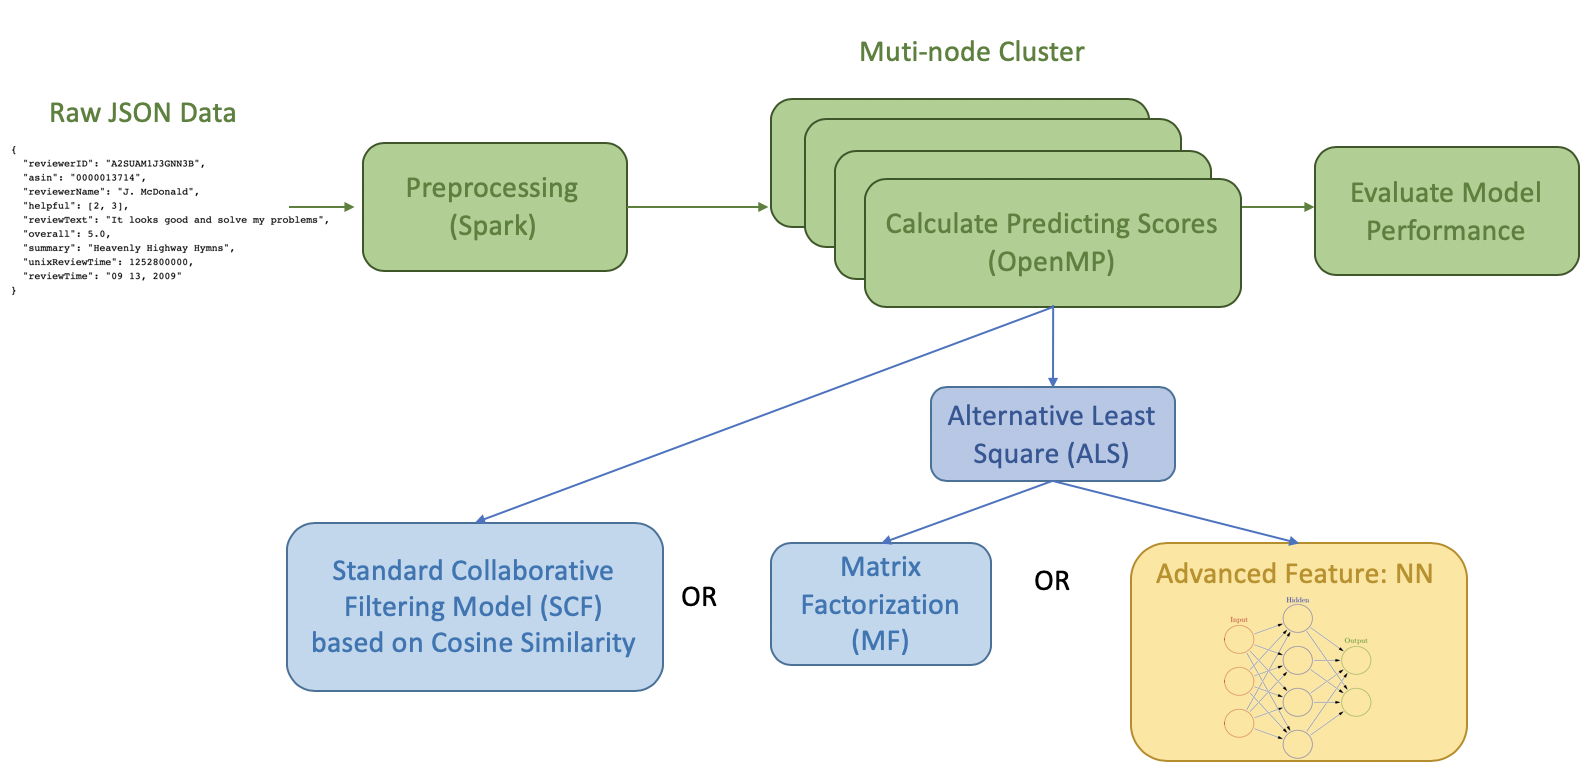 Muti-node Cluster
Raw JSON Data
{
"reviewerID": "A2SUAM1J3GNN3B",
"asin": "0000013714",
"reviewerName": "J. McDonald",
"helpful": [2, 3],
"reviewText": "It looks good and solve my problems",
"overall": 5.0,
"summary": "Heavenly Highway Hymns",
"unixReviewTime": 1252800000,
"reviewTime": "09 13, 2009"
}
Preprocessing
(Spark)
Calculate Predicting Scores
(OpenMP)
Evaluate Model
Performance
Alternative Least
Square (ALS)
Standard Collaborative
Filtering Model (SCF)
based on Cosine Similarity
OR
Matrix
Factorization
(MF)
OR
Advanced Feature: NN
Hidden
Input
Output